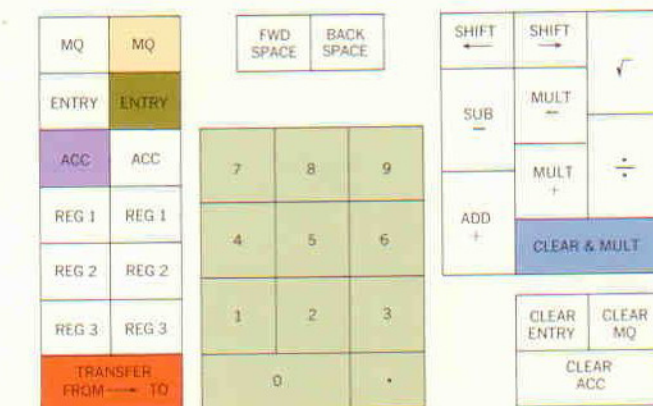 MQ MQ
ENTRY ENTRY
ACC ACC
REG 1 REG 1
REG 2 REG 2
REG 3 REG 3
TRANSFER
FROM → TO
FWD SPACE
BACK SPACE
7 8 9
4 5 6
1 2 3
0 .
SHIFT ←
SHIFT →
√
SUB
−
MULT
−
MULT
+
÷
ADD
+
CLEAR & MULT
CLEAR
ENTRY
CLEAR
MQ
CLEAR
ACC